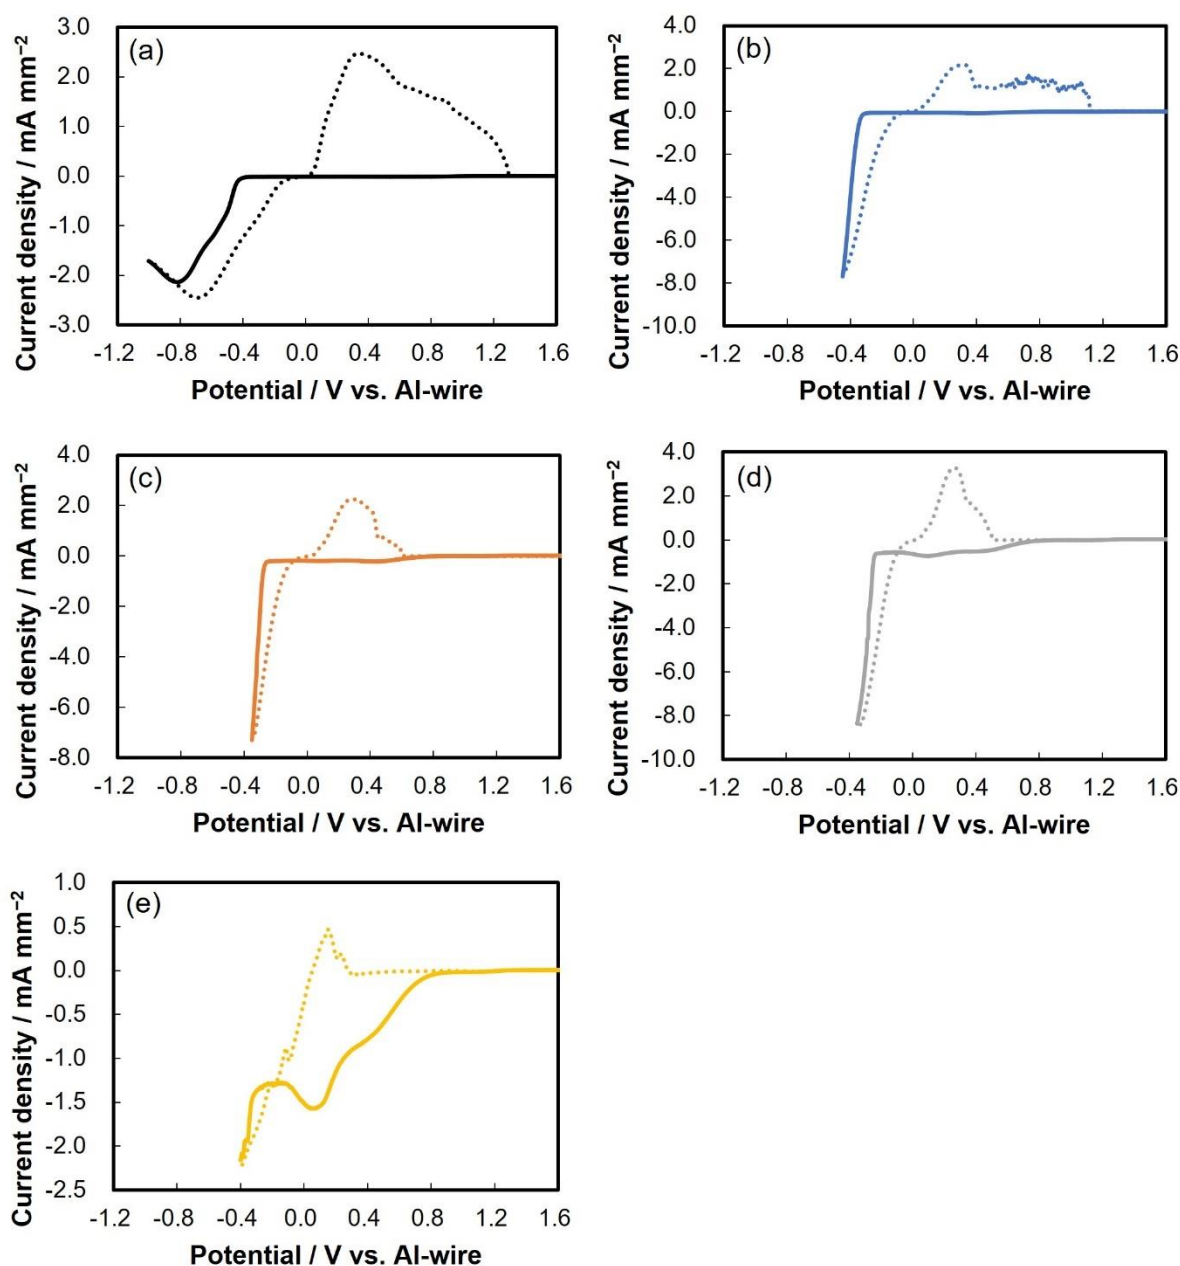 (a)
Current density / mA mm⁻²
3.0
2.0
1.0
0.0
-1.0
-2.0
-3.0
-1.2 -0.8 -0.4 0.0 0.4 0.8 1.2 1.6
Potential / V vs. Al-wire
(b)
Current density / mA mm⁻²
4.0
2.0
0.0
-2.0
-4.0
-6.0
-8.0
-10.0
-1.2 -0.8 -0.4 0.0 0.4 0.8 1.2 1.6
Potential / V vs. Al-wire
(c)
Current density / mA mm⁻²
4.0
2.0
0.0
-2.0
-4.0
-6.0
-8.0
-1.2 -0.8 -0.4 0.0 0.4 0.8 1.2 1.6
Potential / V vs. Al-wire
(d)
Current density / mA mm⁻²
4.0
2.0
0.0
-2.0
-4.0
-6.0
-8.0
-10.0
-1.2 -0.8 -0.4 0.0 0.4 0.8 1.2 1.6
Potential / V vs. Al-wire
(e)
Current density / mA mm⁻²
1.0
0.5
0.0
-0.5
-1.0
-1.5
-2.0
-2.5
-1.2 -0.8 -0.4 0.0 0.4 0.8 1.2 1.6
Potential / V vs. Al-wire